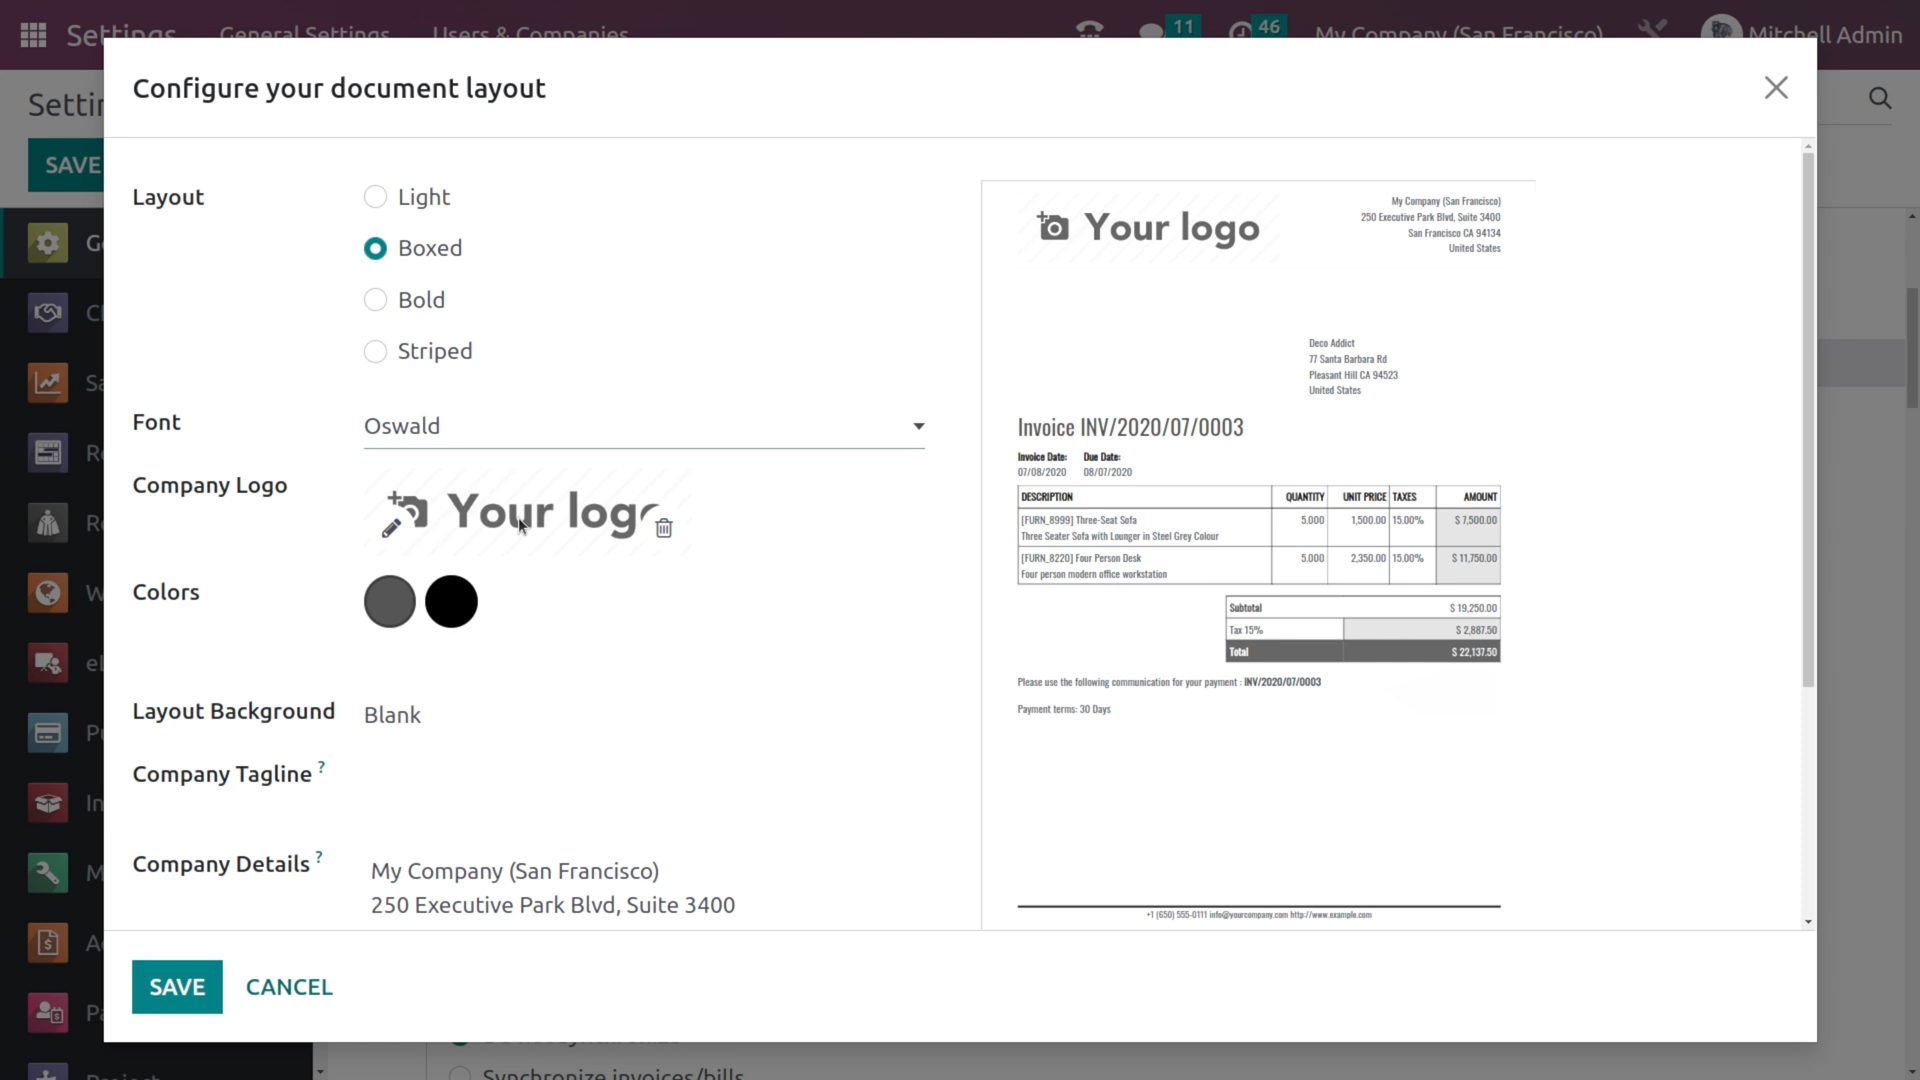 Settings General Settings Users & Companies 11 46 My Company (San Francisco) Mitchell Admin
Configure your document layout
SAVE
Layout
Light
Boxed
Bold
Striped
Font
Oswald
Company Logo
Your logo
Colors
Layout Background
Blank
Company Tagline ?
Company Details ?
My Company (San Francisco)
250 Executive Park Blvd, Suite 3400
Your logo
My Company (San Francisco)
250 Executive Park Blvd, Suite 3400
San Francisco CA 94134
United States
Deco Addict
77 Santa Barbara Rd
Pleasant Hill CA 94523
United States
Invoice INV/2020/07/0003
Invoice Date: Due Date:
07/08/2020 08/07/2020
DESCRIPTION QUANTITY UNIT PRICE TAXES AMOUNT
[FURN_8999] Three-Seat Sofa 5.000 1,500.00 15.00% $ 7,500.00
Three Seater Sofa with Lounger in Steel Grey Colour
[FURN_8220] Four Person Desk 5.000 2,350.00 15.00% $ 11,750.00
Four person modern office workstation
Subtotal $ 19,250.00
Tax 15% $ 2,887.50
Total $ 22,137.50
Please use the following communication for your payment : INV/2020/07/0003
Payment terms: 30 Days
+1 (650) 555-0111 info@yourcompany.com http://www.example.com
SAVE CANCEL
Synchronize invoices/bills